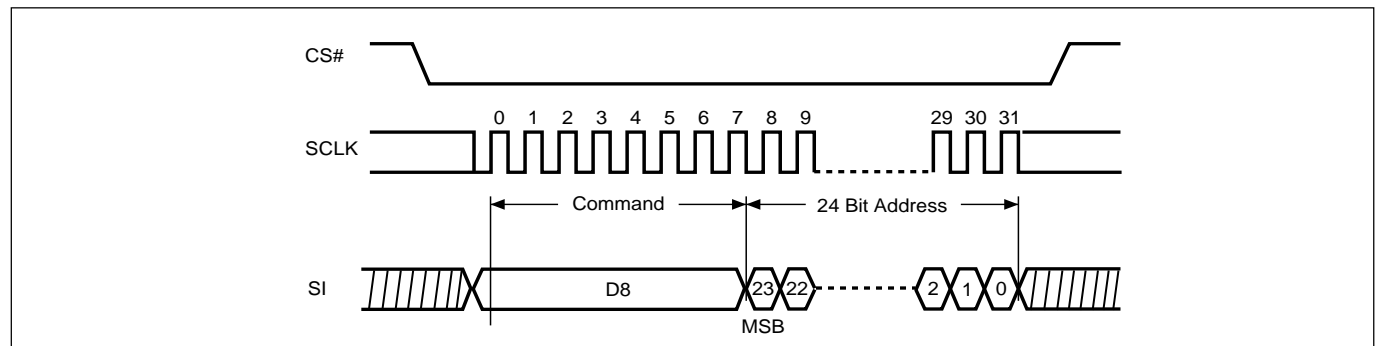 CS#
0 1 2 3 4 5 6 7 8 9 29 30 31
SCLK
Command 24 Bit Address
SI D8 23 22 2 1 0
MSB